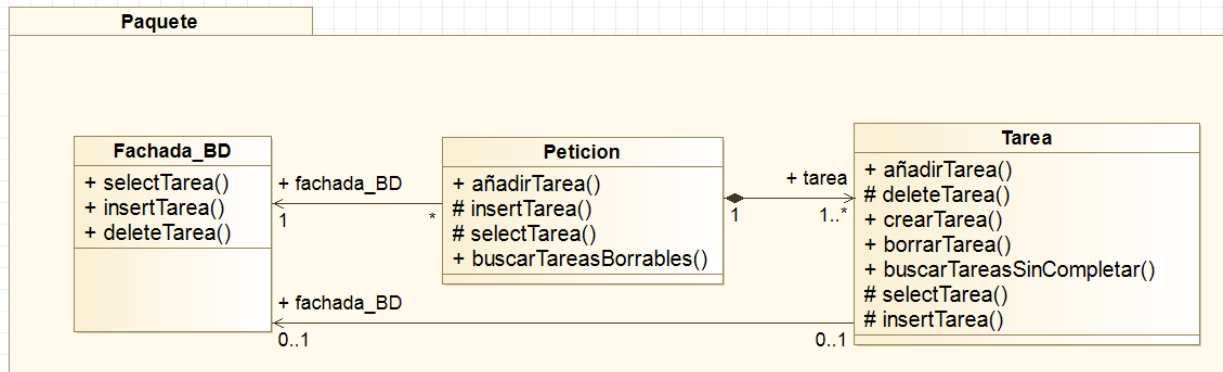 Paquete
Fachada_BD
+ selectTarea()
+ insertTarea()
+ deleteTarea()
+ fachada_BD
1
*
Peticion
+ añadirTarea()
# insertTarea()
# selectTarea()
+ buscarTareasBorrables()
+ tarea
1
1..*
Tarea
+ añadirTarea()
# deleteTarea()
+ crearTarea()
+ borrarTarea()
+ buscarTareasSinCompletar()
# selectTarea()
# insertTarea()
+ fachada_BD
0..1
0..1